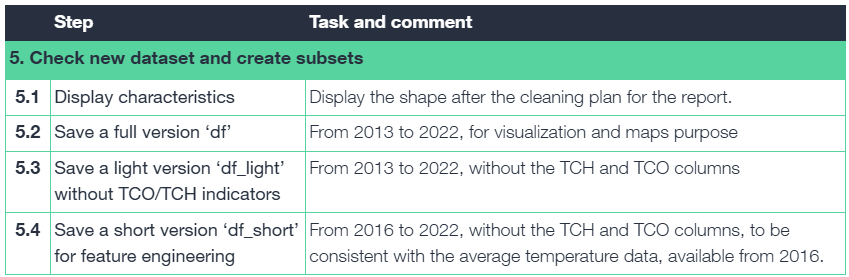 Step Task and comment
5. Check new dataset and create subsets
5.1 Display characteristics Display the shape after the cleaning plan for the report.
5.2 Save a full version ‘df’ From 2013 to 2022, for visualization and maps purpose
5.3 Save a light version ‘df_light’ From 2013 to 2022, without the TCH and TCO columns
without TCO/TCH indicators
5.4 Save a short version ‘df_short’ From 2016 to 2022, without the TCH and TCO columns, to be
for feature engineering consistent with the average temperature data, available from 2016.